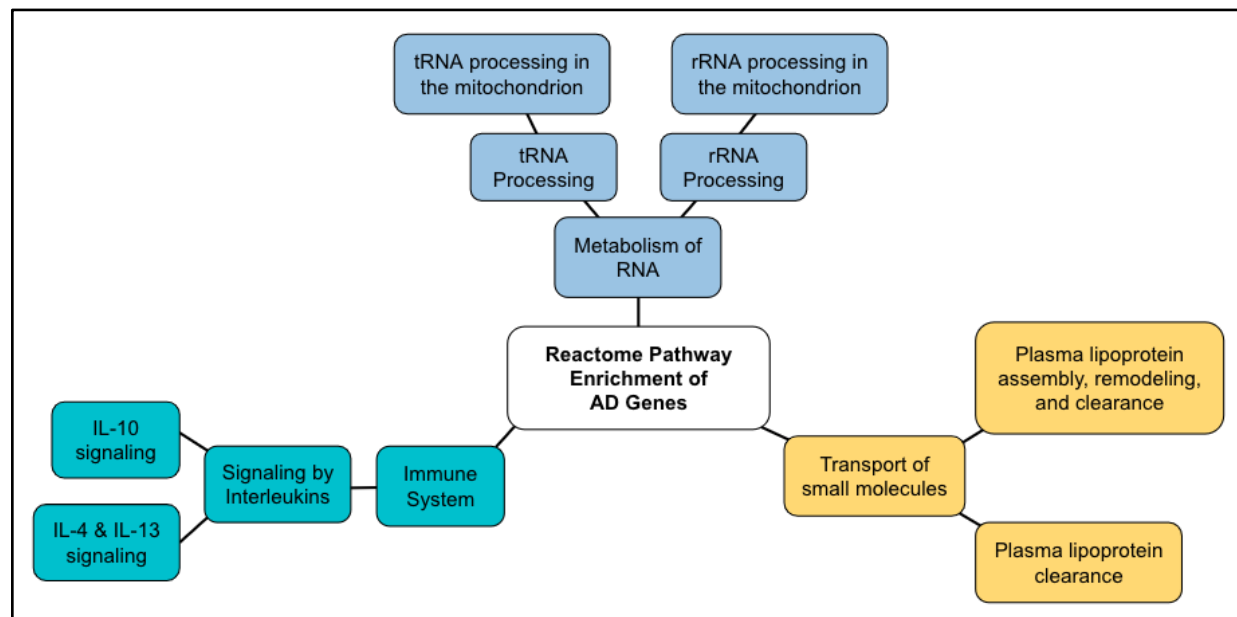 tRNA processing in
the mitochondrion
rRNA processing in
the mitochondrion
tRNA
Processing
rRNA
Processing
Metabolism of
RNA
Reactome Pathway
Enrichment of
AD Genes
Plasma lipoprotein
assembly, remodeling,
and clearance
IL-10
signaling
Signaling by
Interleukins
Immune
System
Transport of
small molecules
IL-4 & IL-13
signaling
Plasma lipoprotein
clearance